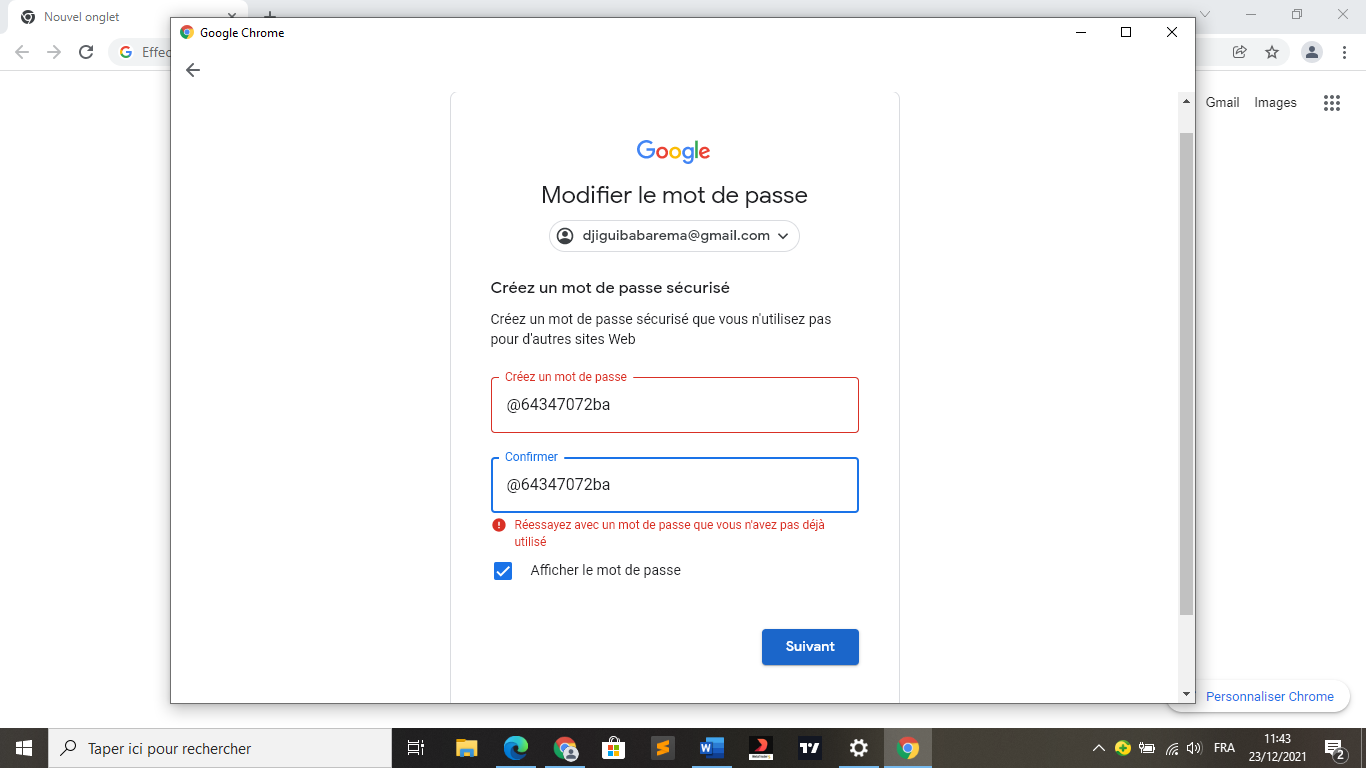 Nouvel onglet
Google Chrome
Effec
Gmail Images
Google
Modifier le mot de passe
djiguibabarema@gmail.com
Créez un mot de passe sécurisé
Créez un mot de passe sécurisé que vous n'utilisez pas
pour d'autres sites Web
Créez un mot de passe
@64347072ba
Confirmer
@64347072ba
Réessayez avec un mot de passe que vous n'avez pas déjà
utilisé
Afficher le mot de passe
Suivant
Personnaliser Chrome
Taper ici pour rechercher
FRA
11:43
23/12/2021
2